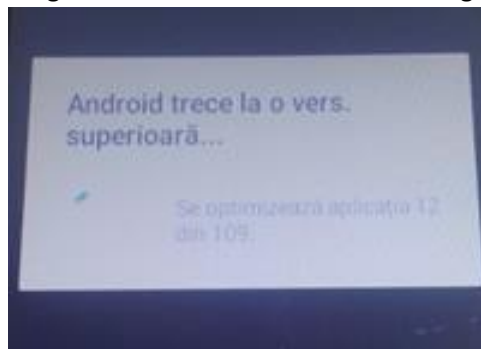 Android trece la o vers.
superioară...
Se optimizează aplicația 12
din 109.